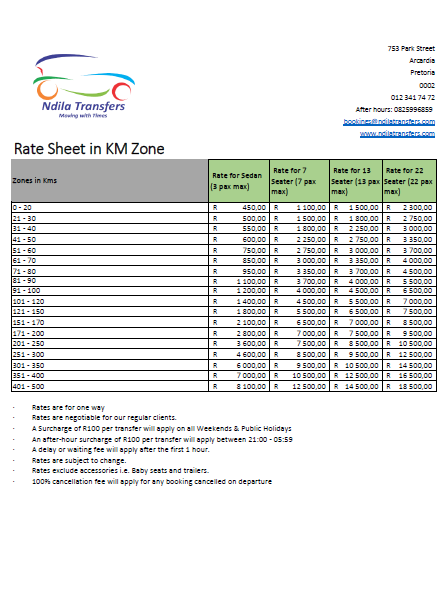 753 Park Street
Arcardia
Pretoria
0002
012 341 74 72
After hours: 0825996859
bookings@ndilatransfers.com
www.ndilatransfers.com
Ndila Transfers
Moving with Times
Rate Sheet in KM Zone
Zones in Kms | Rate for Sedan (3 pax max) | Rate for 7 Seater (7 pax max) | Rate for 13 Seater (13 pax max) | Rate for 22 Seater (22 pax max)
0 - 20 R 450,00 R 1 100,00 R 1 500,00 R 2 300,00
21 - 30 R 500,00 R 1 500,00 R 1 800,00 R 2 750,00
31 - 40 R 550,00 R 1 800,00 R 2 250,00 R 3 000,00
41 - 50 R 600,00 R 2 250,00 R 2 750,00 R 3 350,00
51 - 60 R 750,00 R 2 750,00 R 3 000,00 R 3 700,00
61 - 70 R 850,00 R 3 000,00 R 3 350,00 R 4 000,00
71 - 80 R 950,00 R 3 350,00 R 3 700,00 R 4 500,00
81 - 90 R 1 100,00 R 3 700,00 R 4 000,00 R 5 500,00
91 - 100 R 1 200,00 R 4 000,00 R 4 500,00 R 6 500,00
101 - 120 R 1 400,00 R 4 500,00 R 5 500,00 R 7 000,00
121 - 150 R 1 800,00 R 5 500,00 R 6 500,00 R 7 500,00
151 - 170 R 2 100,00 R 6 500,00 R 7 000,00 R 8 500,00
171 - 200 R 2 800,00 R 7 000,00 R 7 500,00 R 9 500,00
201 - 250 R 3 600,00 R 7 500,00 R 8 500,00 R 10 500,00
251 - 300 R 4 600,00 R 8 500,00 R 9 500,00 R 12 500,00
301 - 350 R 6 000,00 R 9 500,00 R 10 500,00 R 14 500,00
351 - 400 R 7 000,00 R 10 500,00 R 12 500,00 R 16 500,00
401 - 500 R 8 100,00 R 12 500,00 R 14 500,00 R 18 500,00
· Rates are for one way
· Rates are negotiable for our regular clients.
· A Surcharge of R100 per transfer will apply on all Weekends & Public Holidays
· An after-hour surcharge of R100 per transfer will apply between 21:00 - 05:59
· A delay or waiting fee will apply after the first 1 hour.
· Rates are subject to change.
· Rates exclude accessories i.e. Baby seats and trailers.
· 100% cancellation fee will apply for any booking cancelled on departure